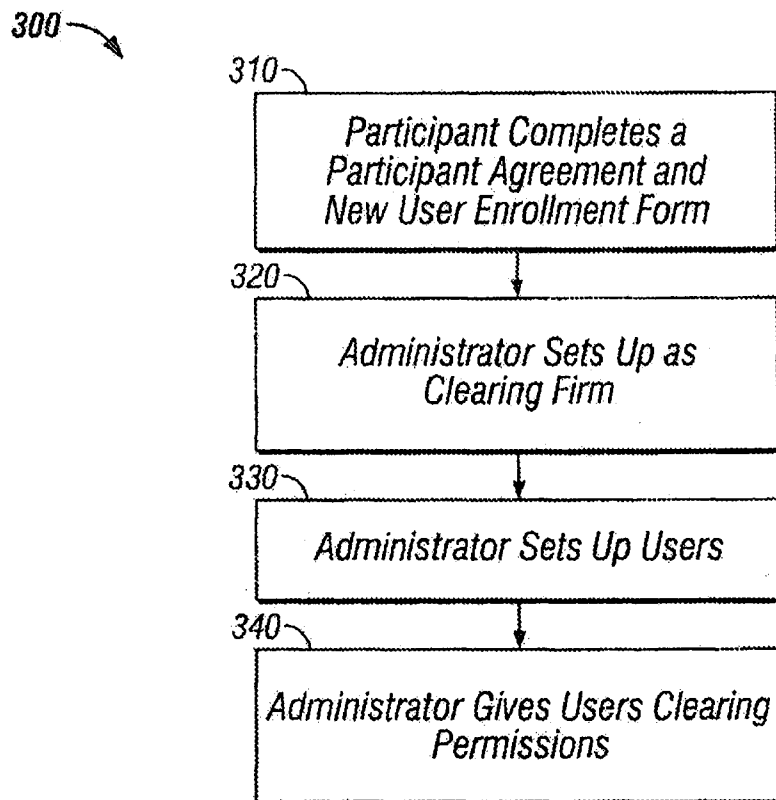 300
310
Participant Completes a
Participant Agreement and
New User Enrollment Form
320
Administrator Sets Up as
Clearing Firm
330
Administrator Sets Up Users
340
Administrator Gives Users Clearing
Permissions